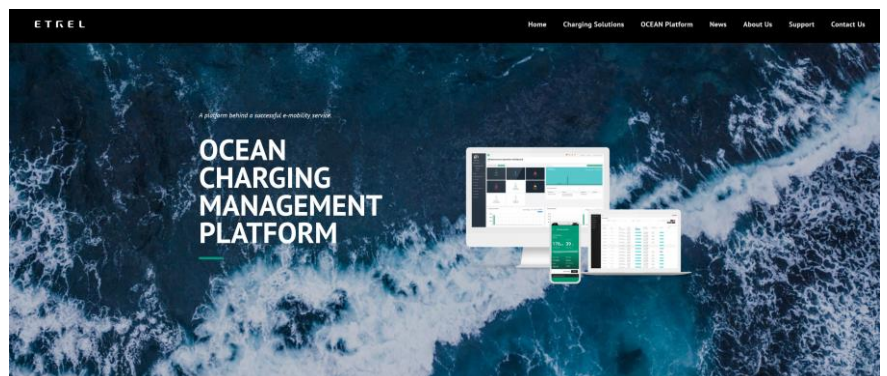 ETREL
Home Charging Solutions OCEAN Platform News About Us Support Contact Us
A platform behind a successful e-mobility service.
OCEAN
CHARGING
MANAGEMENT
PLATFORM